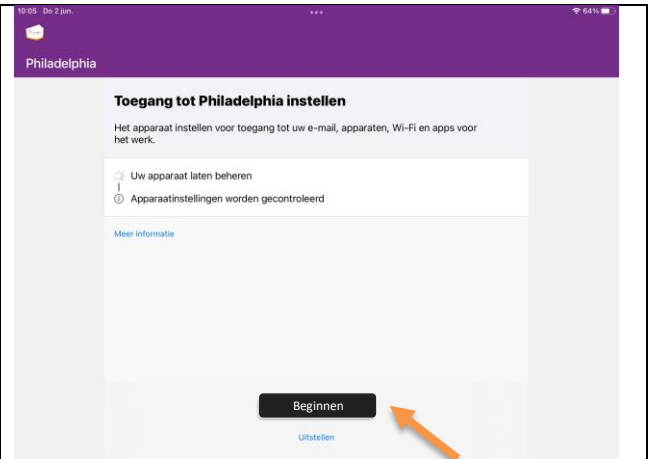 10:05 Do 2 jun.
64%
Philadelphia
Toegang tot Philadelphia instellen
Het apparaat instellen voor toegang tot uw e-mail, apparaten, Wi-Fi en apps voor
het werk.
Uw apparaat laten beheren
2 Apparaatinstellingen worden gecontroleerd
Meer informatie
Beginnen
Uitstellen